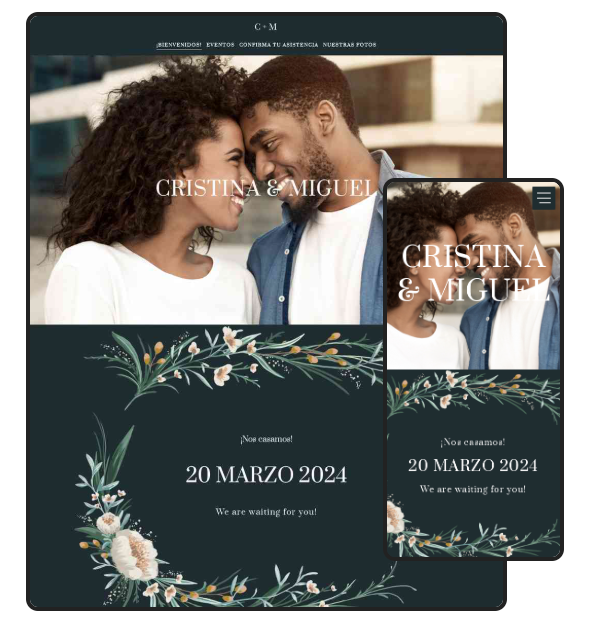 C + M
¡BIENVENIDOS! EVENTOS CONFIRMA TU ASISTENCIA NUESTRAS FOTOS
CRISTINA & MIGUEL
¡Nos casamos!
20 MARZO 2024
We are waiting for you!
CRISTINA
& MIGUEL
¡Nos casamos!
20 MARZO 2024
We are waiting for you!